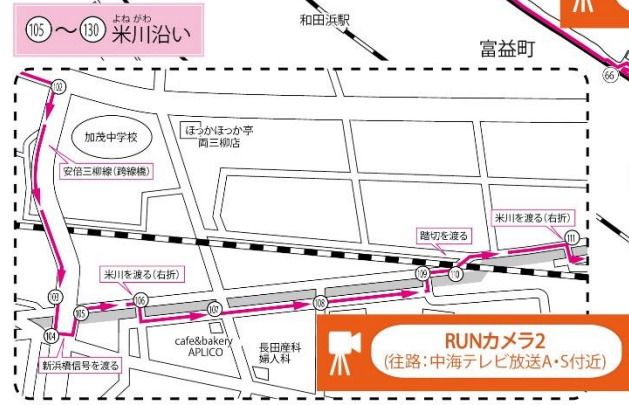 和田浜駅
よねがわ
105～130 米川沿い
富益町
66
102
加茂中学校
ほっかほっか亭
両三柳店
安倍三柳線(跨線橋)
米川を渡る(右折)
111
踏切を渡る
米川を渡る(右折)
103
106
109
110
105
107
108
104
新浜橋信号を渡る
cafe&bakery
APLICO
長田産科
婦人科
RUNカメラ2
(往路:中海テレビ放送A・S付近)